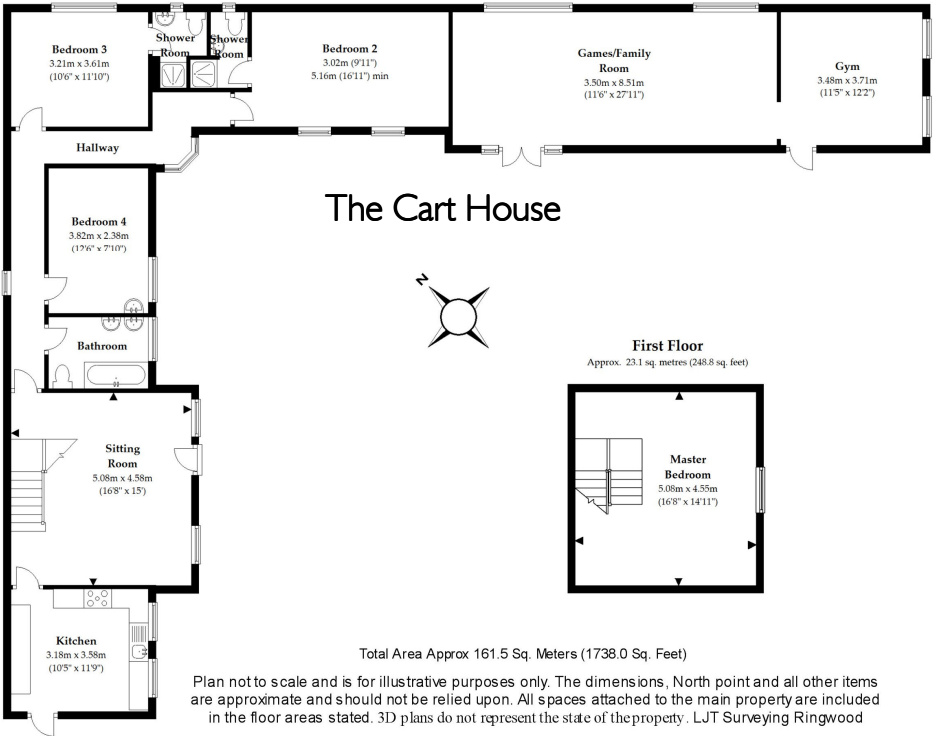 Bedroom 3
3.21m x 3.61m
(10'6" x 11'10")
Shower
Room
Shower
Room
Bedroom 2
3.02m (9'11")
5.16m (16'11") min
Games/Family
Room
3.50m x 8.51m
(11'6" x 27'11")
Gym
3.48m x 3.71m
(11'5" x 12'2")
Hallway
The Cart House
Bedroom 4
3.82m x 2.38m
(12'6" x 7'10")
N
Bathroom
First Floor
Approx. 23.1 sq. metres (248.8 sq. feet)
Sitting
Room
5.08m x 4.58m
(16'8" x 15')
Master
Bedroom
5.08m x 4.55m
(16'8" x 14'11")
Kitchen
3.18m x 3.58m
(10'5" x 11'9")
Total Area Approx 161.5 Sq. Meters (1738.0 Sq. Feet)
Plan not to scale and is for illustrative purposes only. The dimensions, North point and all other items
are approximate and should not be relied upon. All spaces attached to the main property are included
in the floor areas stated. 3D plans do not represent the state of the property. LJT Surveying Ringwood